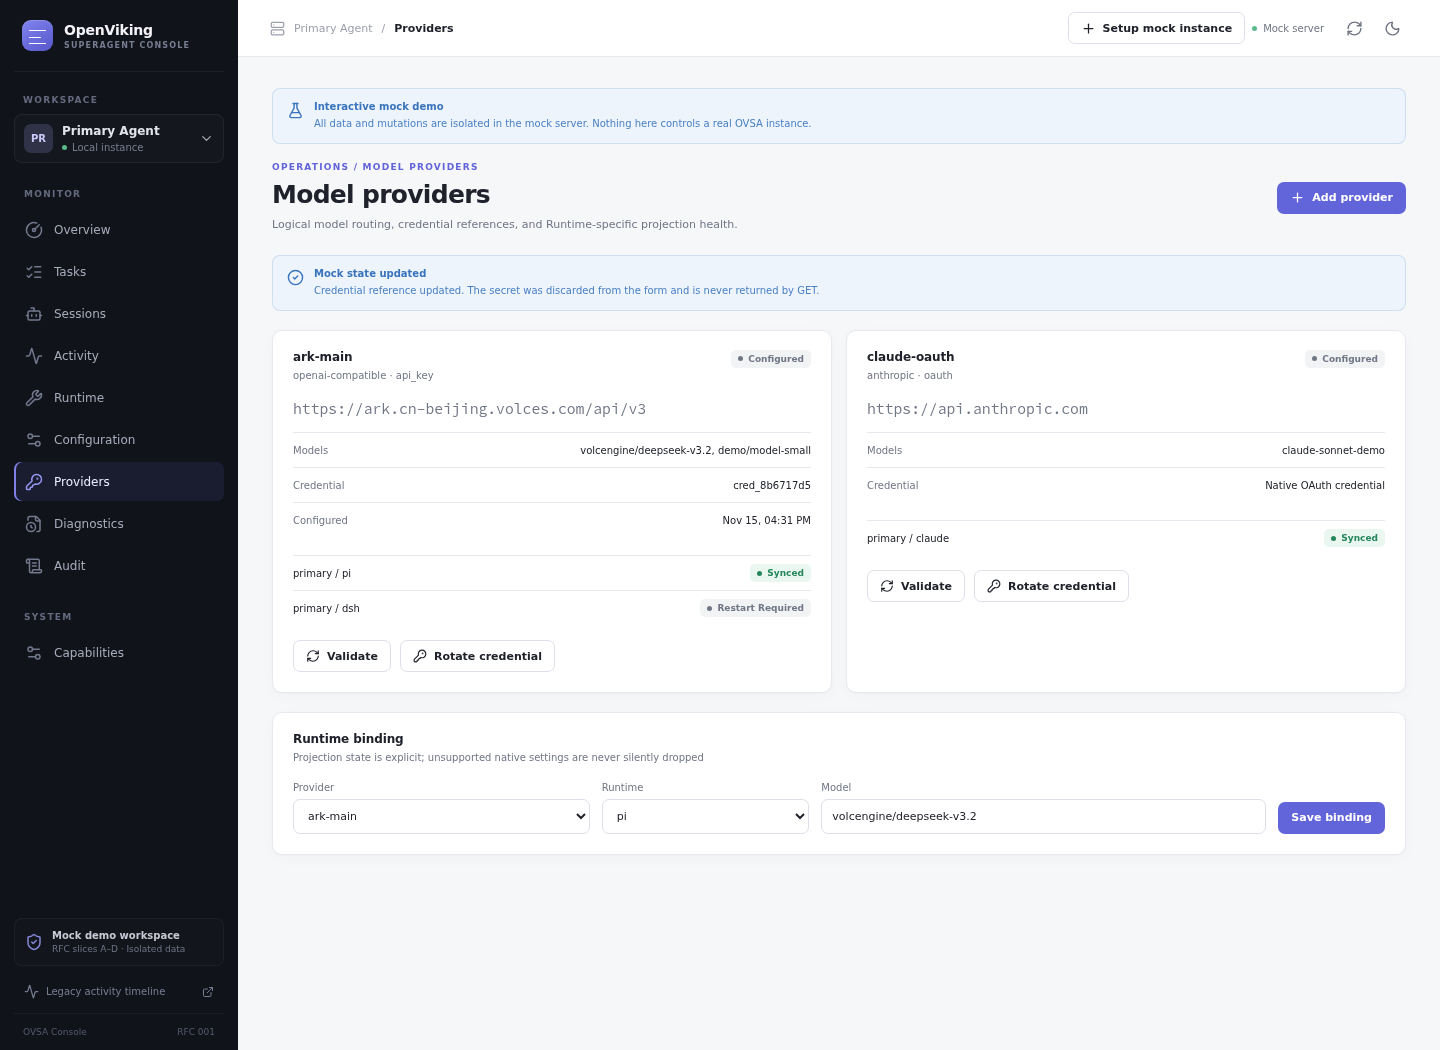 OpenViking
SUPERAGENT CONSOLE
WORKSPACE
PR
Primary Agent
Local instance
MONITOR
Overview
Tasks
Sessions
Activity
Runtime
Configuration
Providers
Diagnostics
Audit
SYSTEM
Capabilities
Mock demo workspace
RFC slices A–D · Isolated data
Legacy activity timeline
OVSA Console RFC 001
Primary Agent / Providers
Setup mock instance
Mock server
Interactive mock demo
All data and mutations are isolated in the mock server. Nothing here controls a real OVSA instance.
OPERATIONS / MODEL PROVIDERS
Model providers
Logical model routing, credential references, and Runtime-specific projection health.
Add provider
Mock state updated
Credential reference updated. The secret was discarded from the form and is never returned by GET.
ark-main
Configured
openai-compatible · api_key
https://ark.cn-beijing.volces.com/api/v3
Models volcengine/deepseek-v3.2, demo/model-small
Credential cred_8b6717d5
Configured Nov 15, 04:31 PM
primary / pi Synced
primary / dsh Restart Required
Validate
Rotate credential
claude-oauth
Configured
anthropic · oauth
https://api.anthropic.com
Models claude-sonnet-demo
Credential Native OAuth credential
primary / claude Synced
Validate
Rotate credential
Runtime binding
Projection state is explicit; unsupported native settings are never silently dropped
Provider Runtime Model
ark-main pi volcengine/deepseek-v3.2 Save binding